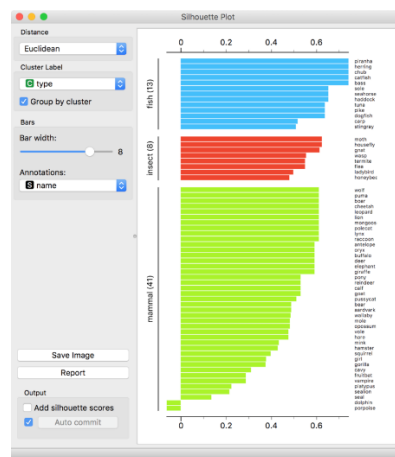 Silhouette Plot
Distance
Euclidean
Cluster Label
C type
Group by cluster
Bars
Bar width:
8
Annotations:
S name
Save Image
Report
Output
Add silhouette scores
Auto commit
0 0.2 0.4 0.6
fish (13)
piranha
herring
chub
catfish
bass
sole
seahorse
haddock
tuna
pike
dogfish
carp
stingray
insect (8)
moth
housefly
gnat
wasp
termite
flea
ladybird
honeybee
mammal (41)
wolf
puma
boar
cheetah
leopard
lion
mongoose
polecat
lynx
raccoon
antelope
oryx
buffalo
deer
elephant
giraffe
pony
reindeer
calf
goat
pussycat
bear
aardvark
wallaby
mole
opossum
vole
hare
mink
hamster
squirrel
girl
gorilla
cavy
fruitbat
vampire
platypus
sealion
seal
dolphin
porpoise
0 0.2 0.4 0.6